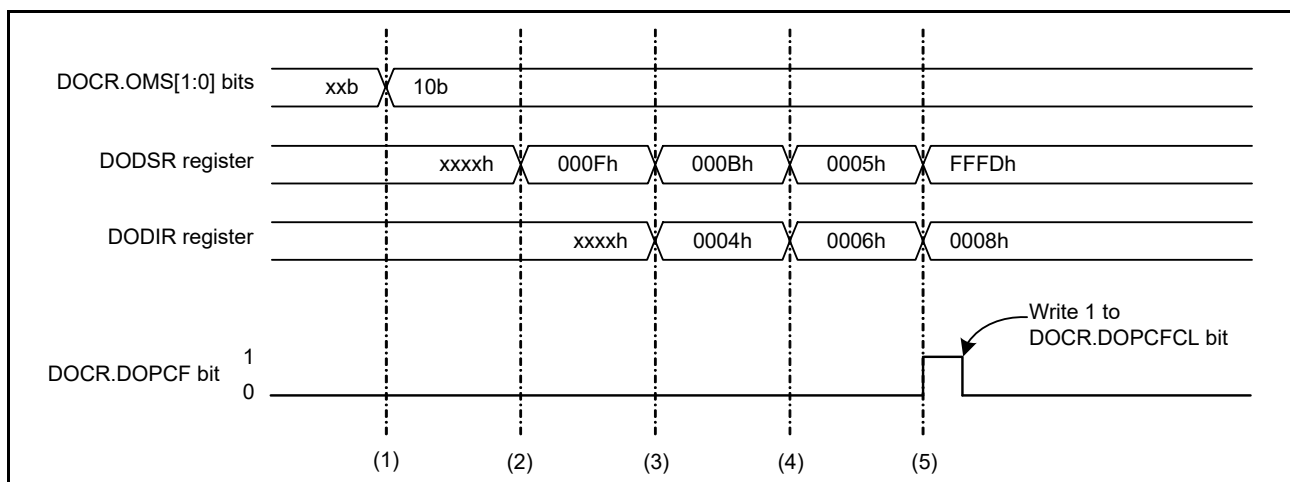 DOCR.OMS[1:0] bits
xxb
10b
DODSR register
xxxxh
000Fh
000Bh
0005h
FFFDh
DODIR register
xxxxh
0004h
0006h
0008h
Write 1 to
DOCR.DOPCFCL bit
DOCR.DOPCF bit
1
0
(1)
(2)
(3)
(4)
(5)